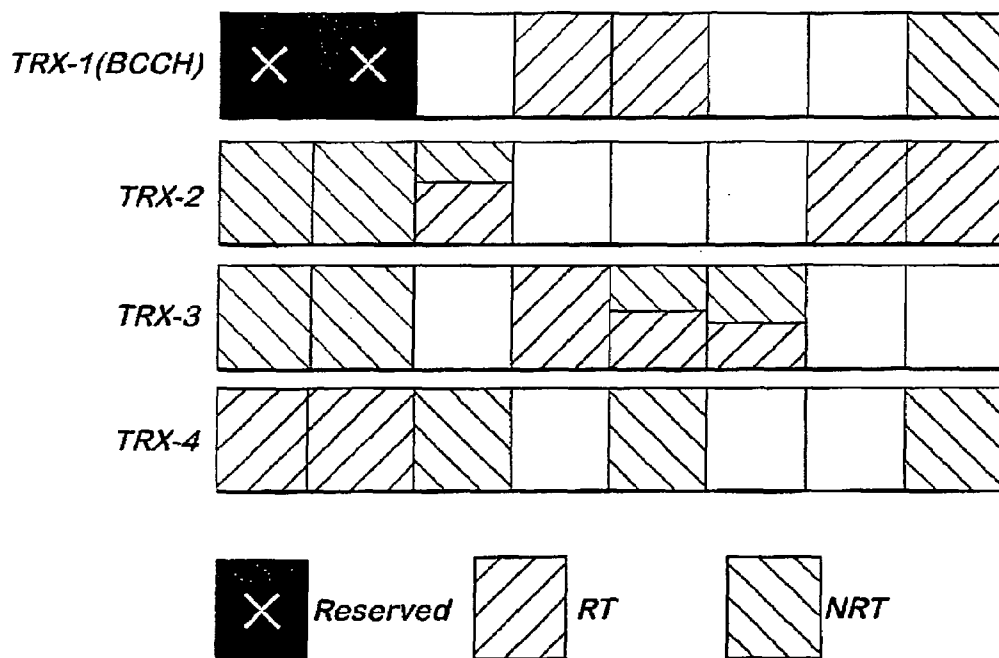 TRX-1(BCCH)
TRX-2
TRX-3
TRX-4
Reserved
RT
NRT